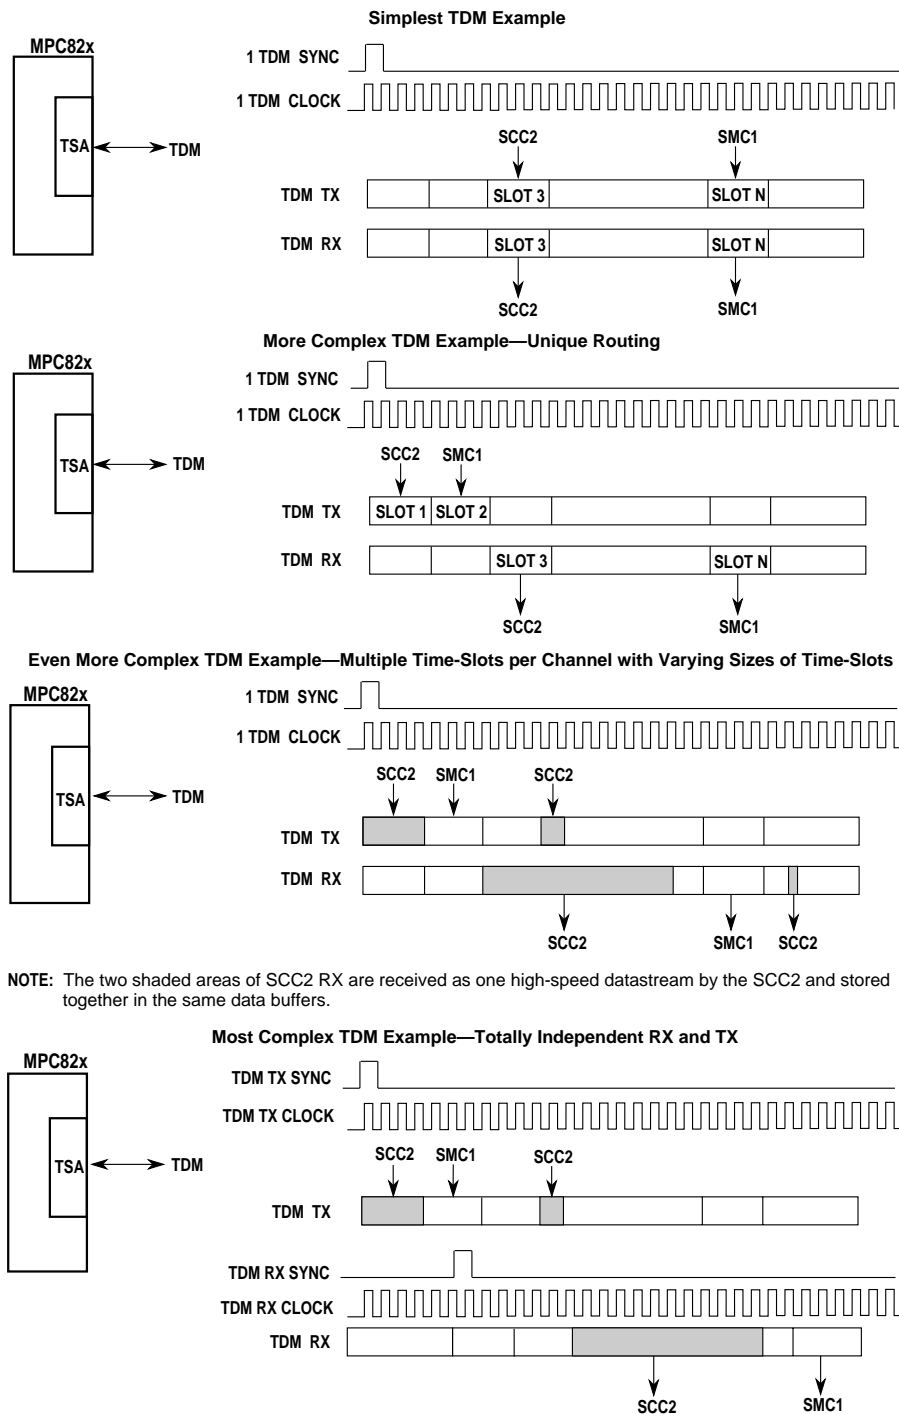 Simplest TDM Example
MPC82x
1 TDM SYNC
1 TDM CLOCK
TSA
TDM
SCC2 SMC1
TDM TX SLOT 3 SLOT N
TDM RX SLOT 3 SLOT N
SCC2 SMC1
More Complex TDM Example—Unique Routing
MPC82x
1 TDM SYNC
1 TDM CLOCK
TSA
TDM
SCC2 SMC1
TDM TX SLOT 1 SLOT 2
TDM RX SLOT 3 SLOT N
SCC2 SMC1
Even More Complex TDM Example—Multiple Time-Slots per Channel with Varying Sizes of Time-Slots
MPC82x
1 TDM SYNC
1 TDM CLOCK
TSA
TDM
SCC2 SMC1 SCC2
TDM TX
TDM RX
SCC2 SMC1 SCC2
NOTE: The two shaded areas of SCC2 RX are received as one high-speed datastream by the SCC2 and stored
together in the same data buffers.
Most Complex TDM Example—Totally Independent RX and TX
MPC82x
TDM TX SYNC
TDM TX CLOCK
TSA
TDM
SCC2 SMC1 SCC2
TDM TX
TDM RX SYNC
TDM RX CLOCK
TDM RX
SCC2 SMC1